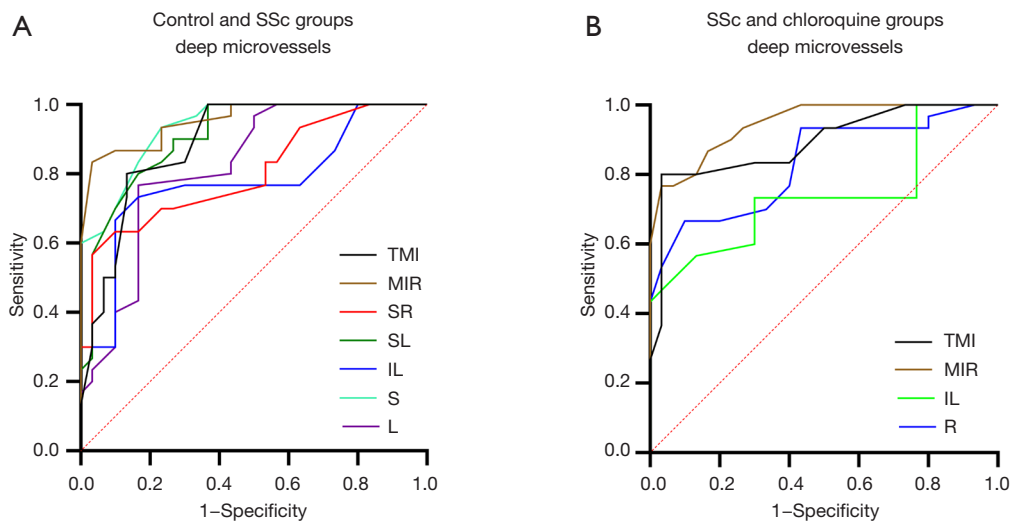 A
Control and SSc groups
deep microvessels
Sensitivity
1.0
0.8
0.6
0.4
0.2
0.0
0.0 0.2 0.4 0.6 0.8 1.0
1–Specificity
TMI
MIR
SR
SL
IL
S
L
B
SSc and chloroquine groups
deep microvessels
Sensitivity
1.0
0.8
0.6
0.4
0.2
0.0
0.0 0.2 0.4 0.6 0.8 1.0
1–Specificity
TMI
MIR
IL
R